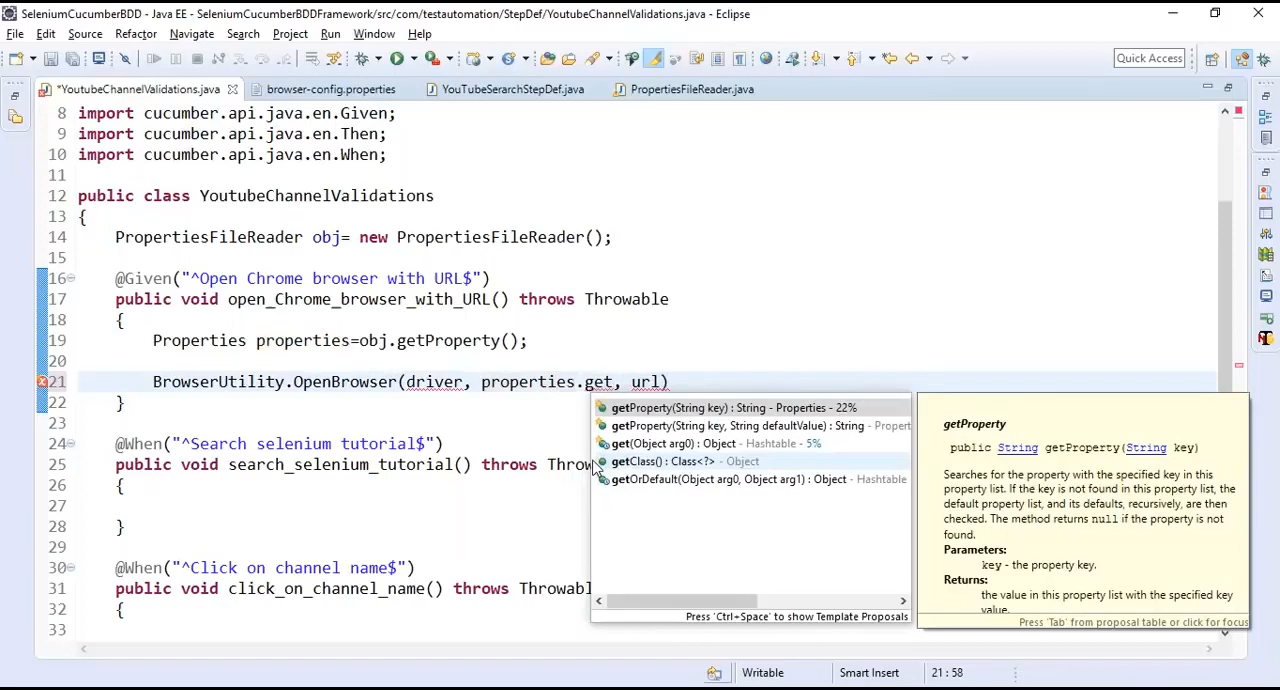 SeleniumCucumberBDD - Java EE - SeleniumCucumberBDDFramework/src/com/testautomation/StepDef/YoutubeChannelValidations.java - Eclipse
File Edit Source Refactor Navigate Search Project Run Window Help
Quick Access
*YoutubeChannelValidations.java browser-config.properties YouTubeSerarchStepDef.java PropertiesFileReader.java
8 import cucumber.api.java.en.Given;
9 import cucumber.api.java.en.Then;
10 import cucumber.api.java.en.When;
11
12 public class YoutubeChannelValidations
13 {
14 PropertiesFileReader obj= new PropertiesFileReader();
15
16 @Given("^Open Chrome browser with URL$")
17 public void open_Chrome_browser_with_URL() throws Throwable
18 {
19 Properties properties=obj.getProperty();
20
21 BrowserUtility.OpenBrowser(driver, properties.get, url)
22 }
23
24 @When("^Search selenium tutorial$")
25 public void search_selenium_tutorial() throws Throw
26 {
27
28 }
29
30 @When("^Click on channel name$")
31 public void click_on_channel_name() throws Throwabl
32 {
33
getProperty(String key) : String - Properties - 22%
getProperty(String key, String defaultValue) : String - Propert
get(Object arg0) : Object - Hashtable - 5%
getClass() : Class<?> - Object
getOrDefault(Object arg0, Object arg1) : Object - Hashtable
Press 'Ctrl+Space' to show Template Proposals
getProperty
public String getProperty(String key)
Searches for the property with the specified key in this
property list. If the key is not found in this property list, the
default property list, and its defaults, recursively, are then
checked. The method returns null if the property is not
found.
Parameters:
key - the property key.
Returns:
the value in this property list with the specified key
value.
Press 'Tab' from proposal table or click for focus
Writable Smart Insert 21 : 58